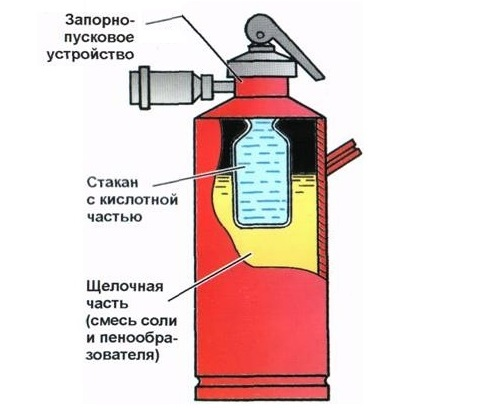 Запорно-
пусковое
устройство
Стакан
с кислотной
частью
Щелочная
часть
(смесь соли
и пенообра-
зователя)